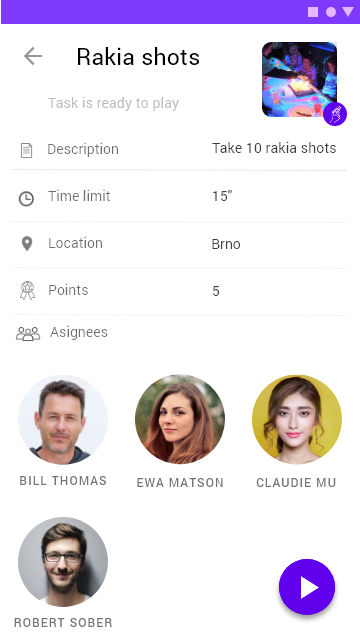 Rakia shots
Task is ready to play
Description Take 10 rakia shots
Time limit 15"
Location Brno
Points 5
Asignees
BILL THOMAS EWA MATSON CLAUDIE MU
ROBERT SOBER